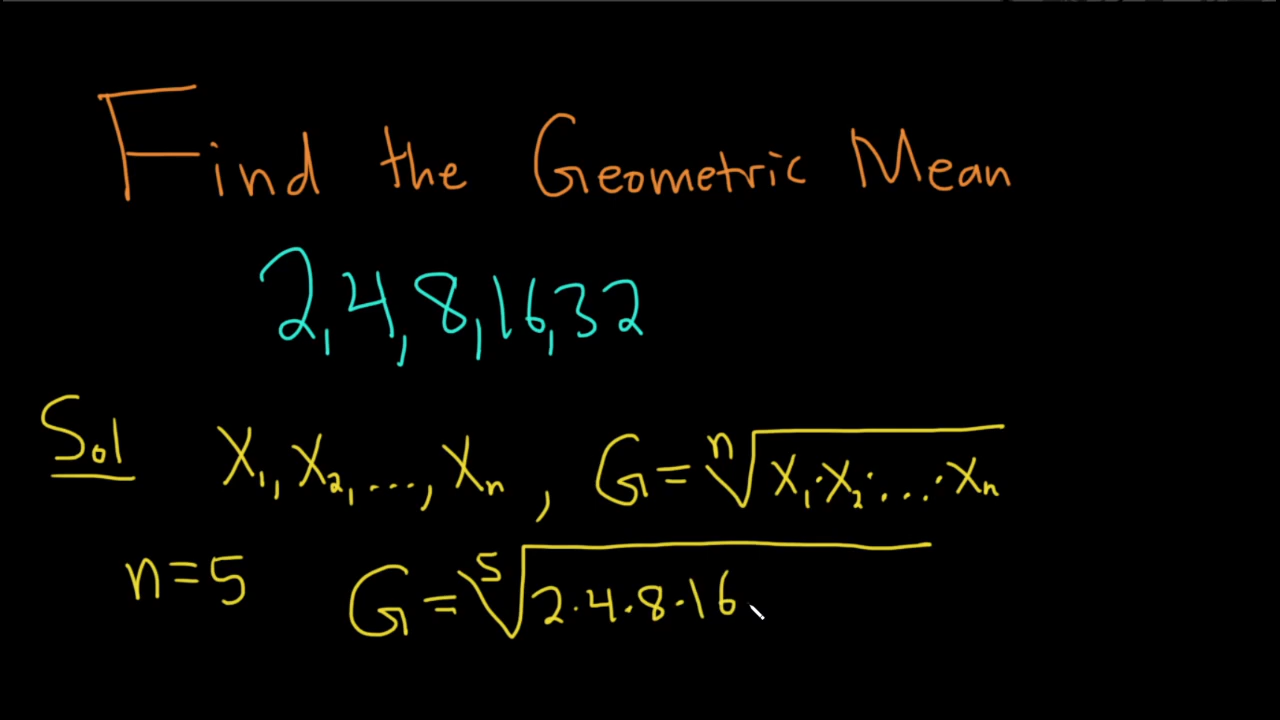 Find the Geometric Mean
2, 4, 8, 16, 32
Sol X₁, X₂, ..., Xₙ , G = ⁿ√X₁·X₂·...·Xₙ
n=5 G = ⁵√2·4·8·16